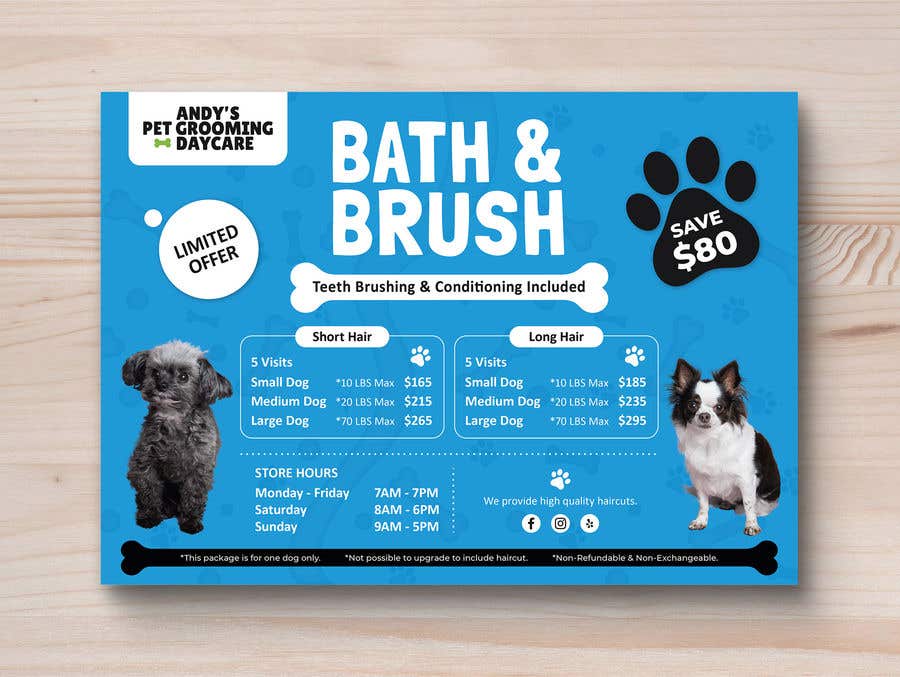 ANDY'S
PET GROOMING
DAYCARE
BATH &
BRUSH
LIMITED
OFFER
SAVE
$80
Teeth Brushing & Conditioning Included
Short Hair
5 Visits
Small Dog *10 LBS Max $165
Medium Dog *20 LBS Max $215
Large Dog *70 LBS Max $265
Long Hair
5 Visits
Small Dog *10 LBS Max $185
Medium Dog *20 LBS Max $235
Large Dog *70 LBS Max $295
STORE HOURS
Monday - Friday 7AM - 7PM
Saturday 8AM - 6PM
Sunday 9AM - 5PM
We provide high quality haircuts.
*This package is for one dog only. *Not possible to upgrade to include haircut. *Non-Refundable & Non-Exchangeable.